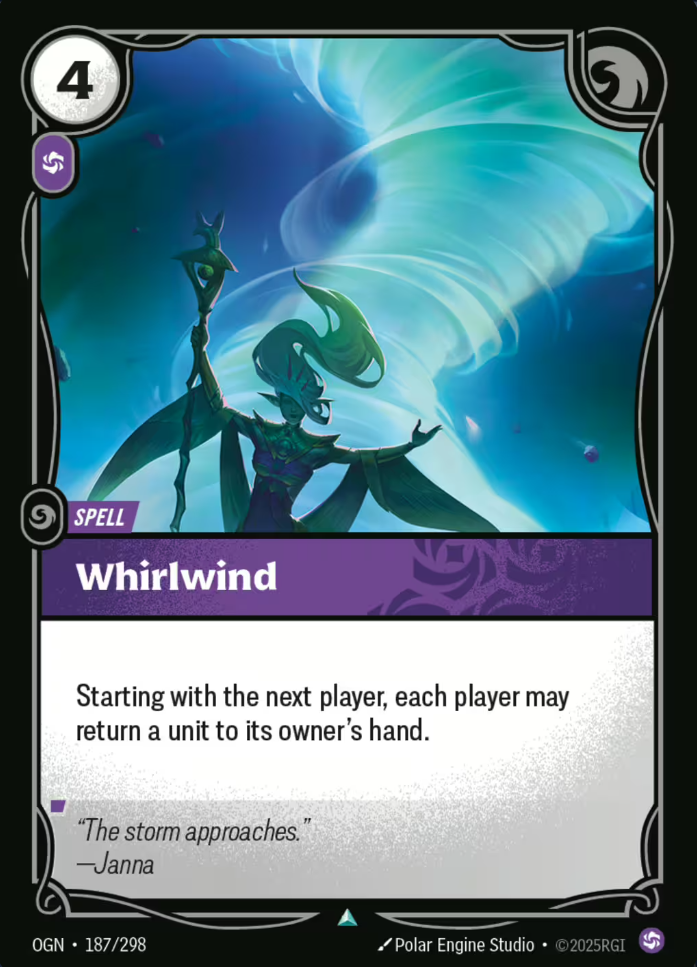 4
SPELL
Whirlwind
Starting with the next player, each player may
return a unit to its owner’s hand.
“The storm approaches.”
—Janna
OGN • 187/298
Polar Engine Studio • ©2025RGI